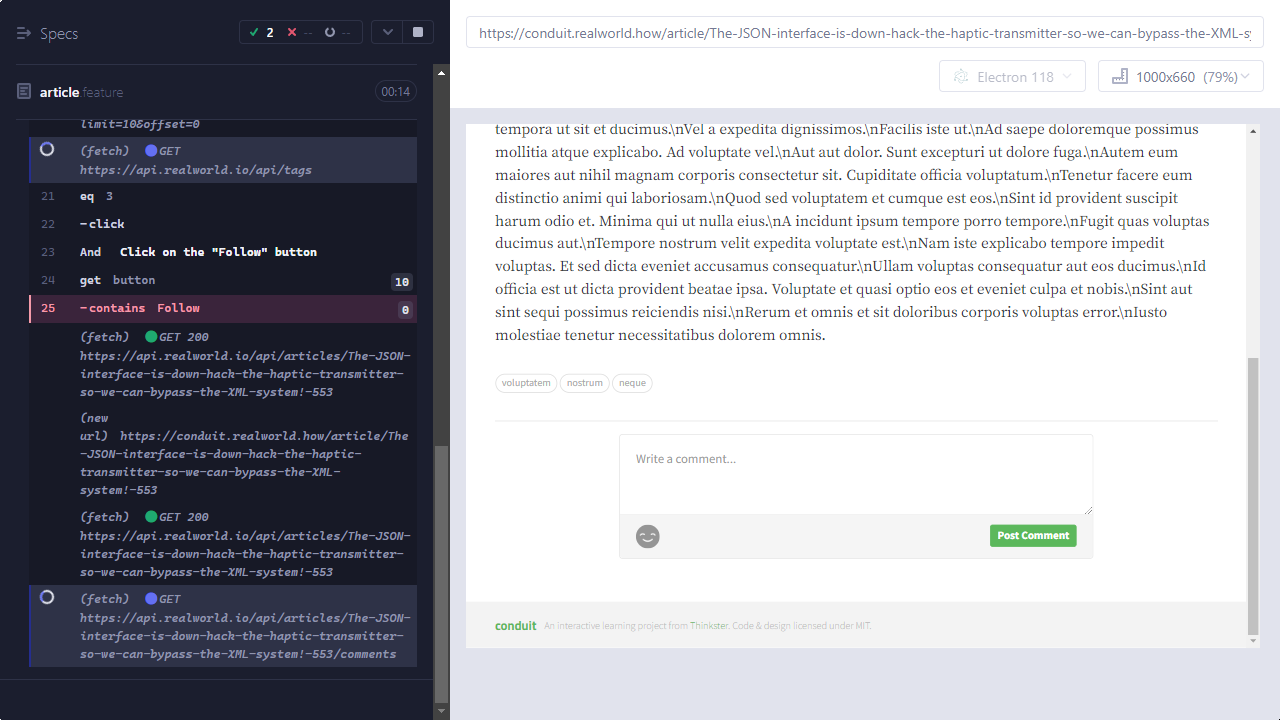 Specs
2
--
--
article.feature
00:14
limit=10&offset=0
(fetch) GET
https://api.realworld.io/api/tags
21 eq 3
22 -click
23 And Click on the "Follow" button
24 get button 10
25 -contains Follow 0
(fetch) GET 200
https://api.realworld.io/api/articles/The-JSON-
interface-is-down-hack-the-haptic-transmitter-
so-we-can-bypass-the-XML-system!-553
(new
url) https://conduit.realworld.how/article/The
-JSON-interface-is-down-hack-the-haptic-
transmitter-so-we-can-bypass-the-XML-
system!-553
(fetch) GET 200
https://api.realworld.io/api/articles/The-JSON-
interface-is-down-hack-the-haptic-transmitter-
so-we-can-bypass-the-XML-system!-553
(fetch) GET
https://api.realworld.io/api/articles/The-JSON-
interface-is-down-hack-the-haptic-transmitter-
so-we-can-bypass-the-XML-system!-553/comments
https://conduit.realworld.how/article/The-JSON-interface-is-down-hack-the-haptic-transmitter-so-we-can-bypass-the-XML-sy
Electron 118
1000x660 (79%)
tempora ut sit et ducimus.\nVel a expedita dignissimos.\nFacilis iste ut.\nAd saepe doloremque possimus
mollitia atque explicabo. Ad voluptate vel.\nAut aut dolor. Sunt excepturi ut dolore fuga.\nAutem eum
maiores aut nihil magnam corporis consectetur sit. Cupiditate officia voluptatum.\nTenetur facere eum
distinctio animi qui laboriosam.\nQuod sed voluptatem et cumque est eos.\nSint id provident suscipit
harum odio et. Minima qui ut nulla eius.\nA incidunt ipsum tempore porro tempore.\nFugit quas voluptas
ducimus aut.\nTempore nostrum velit expedita voluptate est.\nNam iste explicabo tempore impedit
voluptas. Et sed dicta eveniet accusamus consequatur.\nUllam voluptas consequatur aut eos ducimus.\nId
officia est ut dicta provident beatae ipsa. Voluptate et quasi optio eos et eveniet culpa et nobis.\nSint aut
sint sequi possimus reiciendis nisi.\nRerum et omnis et sit doloribus corporis voluptas error.\nIusto
molestiae tenetur necessitatibus dolorem omnis.
voluptatem nostrum neque
Write a comment...
Post Comment
conduit An interactive learning project from Thinkster. Code & design licensed under MIT.